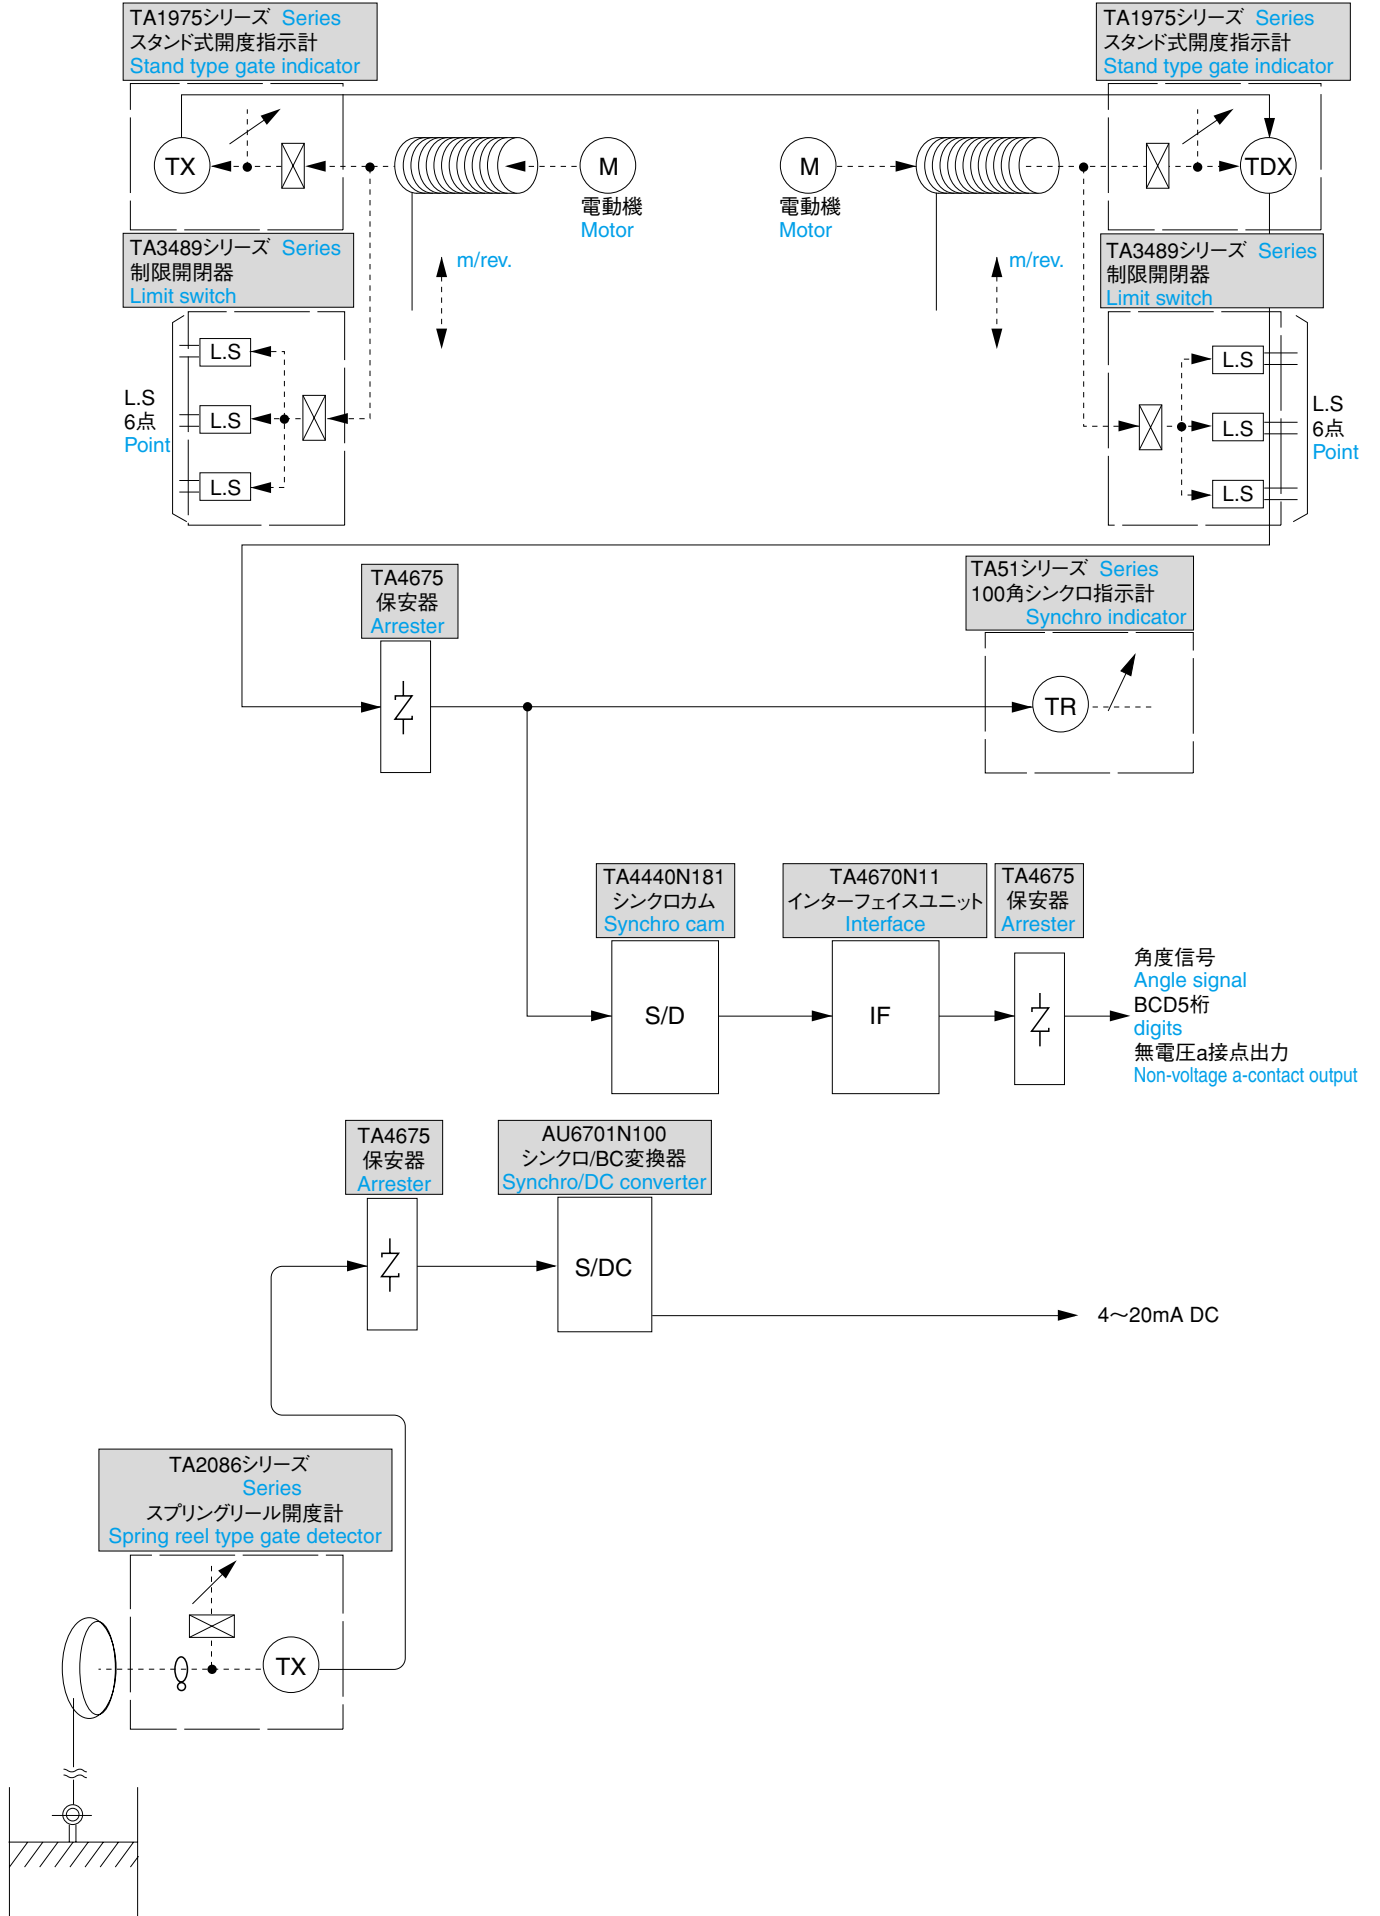 TA1975シリーズ Series
スタンド式開度指示計
Stand type gate indicator
TA1975シリーズ Series
スタンド式開度指示計
Stand type gate indicator
TX
M
電動機
Motor
M
電動機
Motor
TDX
TA3489シリーズ Series
制限開閉器
Limit switch
m/rev.
m/rev.
TA3489シリーズ Series
制限開閉器
Limit switch
L.S
L.S
L.S
L.S
6点
Point
L.S
L.S
L.S
L.S
6点
Point
TA4675
保安器
Arrester
TA51シリーズ Series
100角シンクロ指示計
Synchro indicator
TR
TA4440N181
シンクロカム
Synchro cam
TA4670N11
インターフェイスユニット
Interface
TA4675
保安器
Arrester
S/D
IF
角度信号
Angle signal
BCD5桁
digits
無電圧a接点出力
Non-voltage a-contact output
TA4675
保安器
Arrester
AU6701N100
シンクロ/BC変換器
Synchro/DC converter
S/DC
4〜20mA DC
TA2086シリーズ
Series
スプリングリール開度計
Spring reel type gate detector
TX